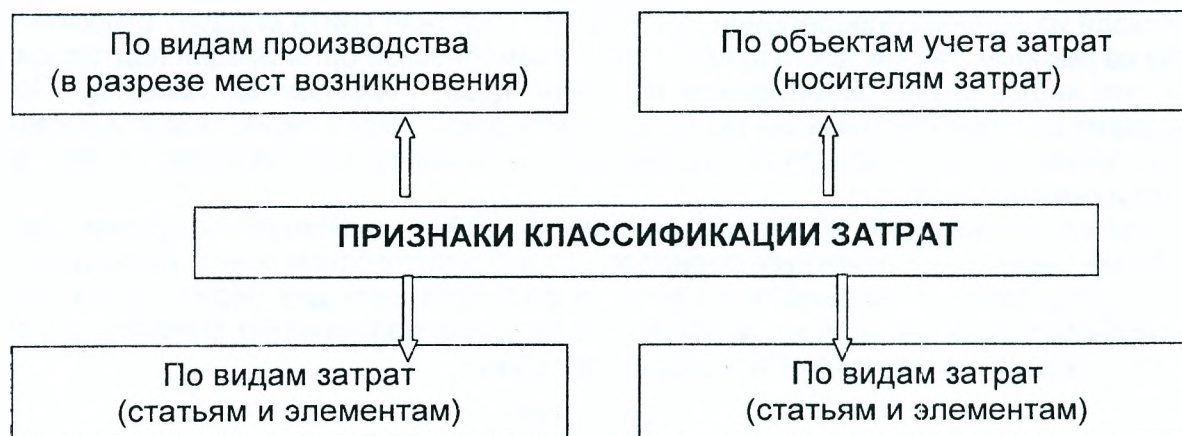 По видам производства
(в разрезе мест возникновения)
По объектам учета затрат
(носителям затрат)
ПРИЗНАКИ КЛАССИФИКАЦИИ ЗАТРАТ
По видам затрат
(статьям и элементам)
По видам затрат
(статьям и элементам)